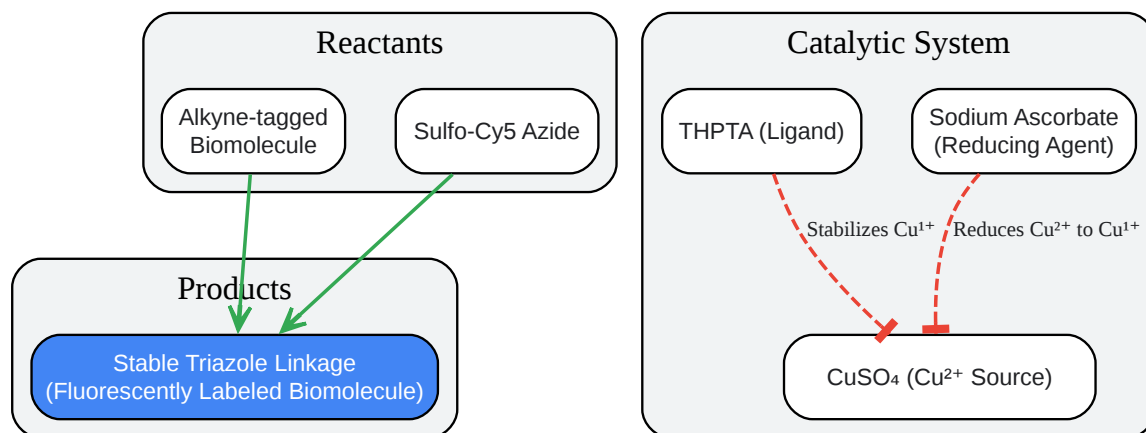 Reactants
Alkyne-tagged
Biomolecule
Sulfo-Cy5 Azide
Products
Stable Triazole Linkage
(Fluorescently Labeled Biomolecule)
Catalytic System
THPTA (Ligand)
Sodium Ascorbate
(Reducing Agent)
Stabilizes Cu¹⁺
Reduces Cu²⁺ to Cu¹⁺
CuSO₄ (Cu²⁺ Source)